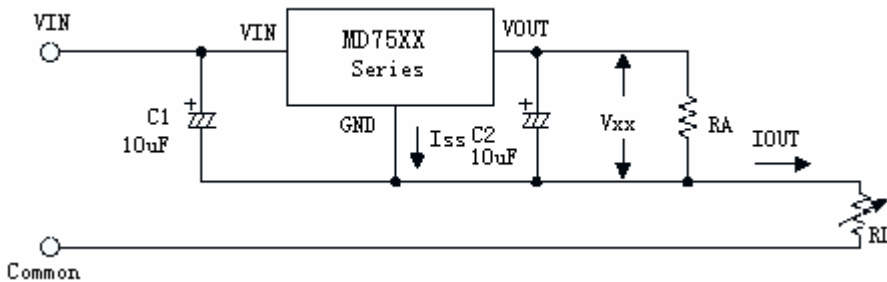 VIN
VIN
MD75XX
Series
VOUT
C1
10uF
GND
Iss
C2
10uF
Vxx
RA
IOUT
Common